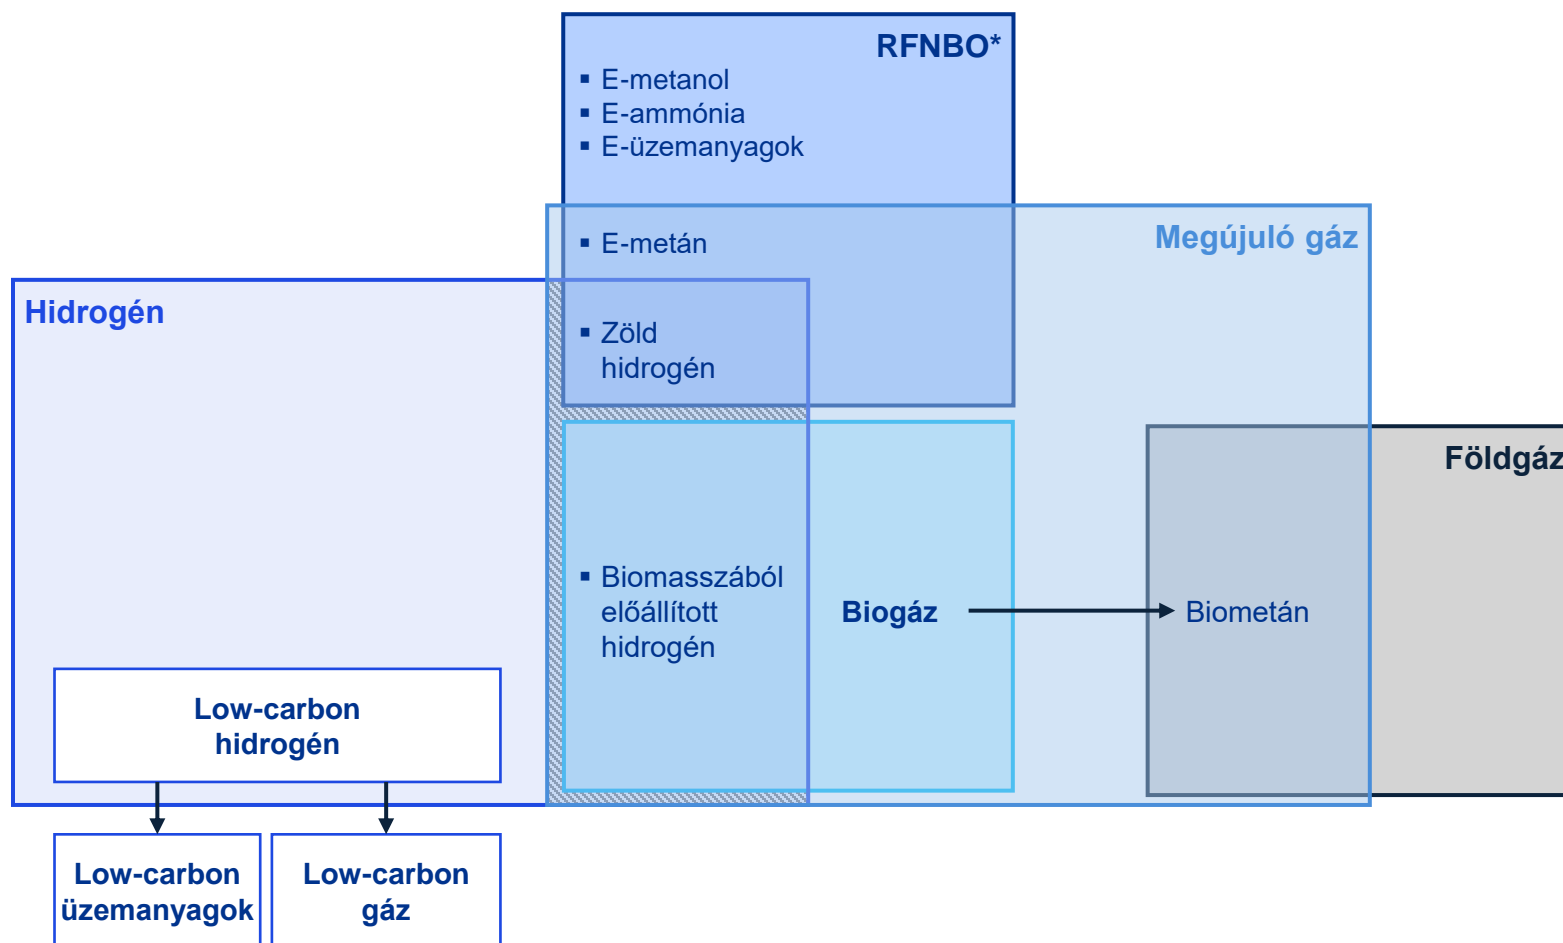 RFNBO*
▪ E-metanol
▪ E-ammónia
▪ E-üzemanyagok
▪ E-metán
Megújuló gáz
Hidrogén
▪ Zöld
hidrogén
Földgáz
▪ Biomasszából
előállított
hidrogén
Biogáz
Biometán
Low-carbon
hidrogén
Low-carbon
üzemanyagok
Low-carbon
gáz